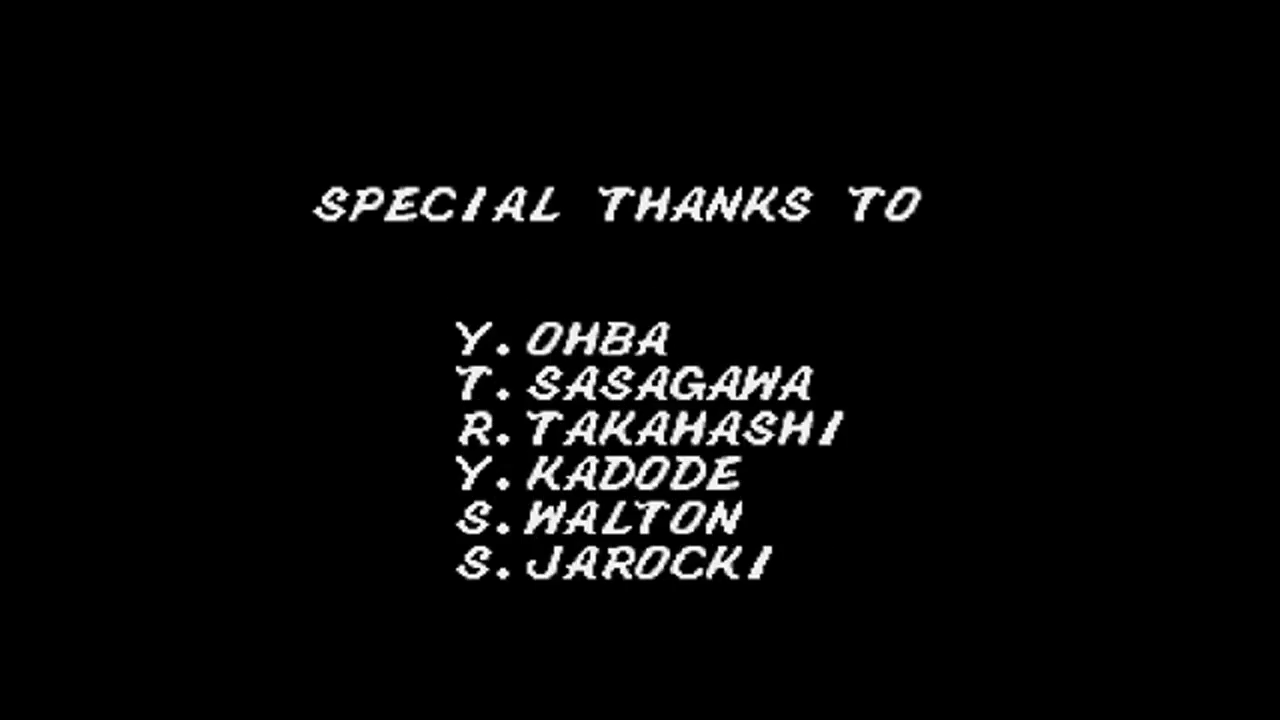 SPECIAL THANKS TO
Y.OHBA
T.SASAGAWA
R.TAKAHASHI
Y.KADODE
S.WALTON
S.JAROCKI